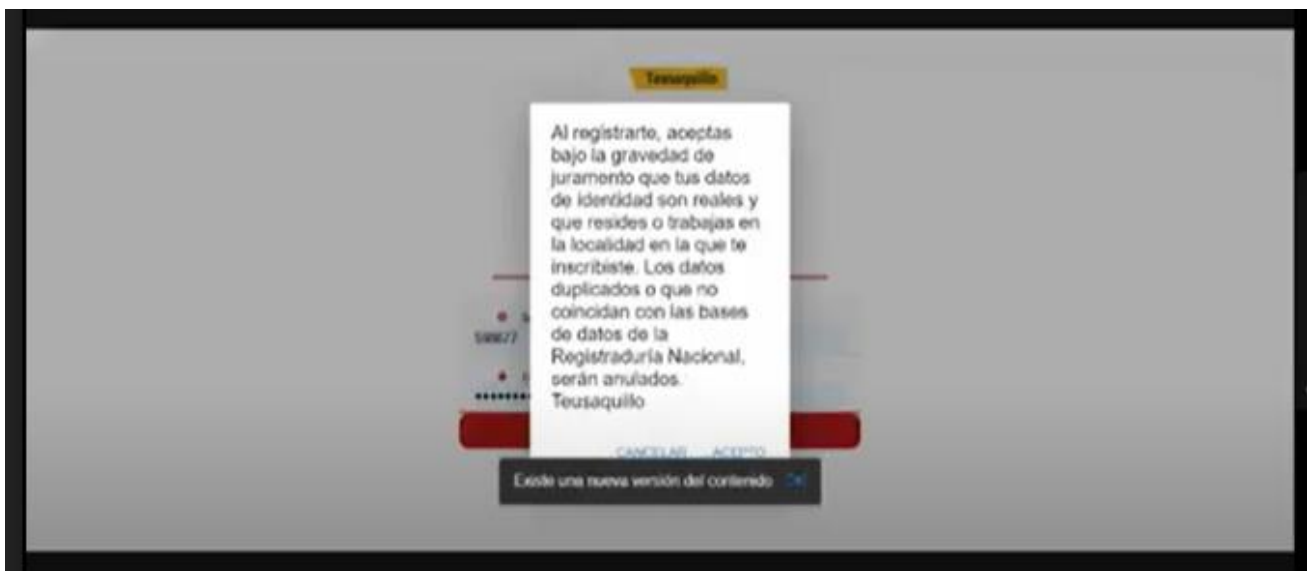 Teusaquillo
Al registrarte, aceptas
bajo la gravedad de
juramento que tus datos
de identidad son reales y
que resides o trabajas en
la localidad en la que te
inscribiste. Los datos
duplicados o que no
coincidan con las bases
de datos de la
Registraduría Nacional,
serán anulados.
Teusaquillo
CANCELAR ACEPTO
Existe una nueva versión del contenido